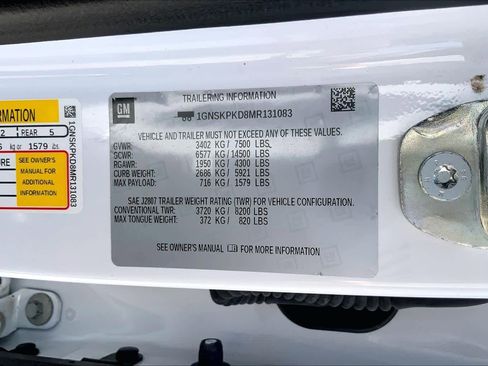 GM
TRAILERING INFORMATION
1GNSKPKD8MR131083
VEHICLE AND TRAILER MUST NOT EXCEED ANY OF THESE VALUES.
GVWR: 3402 KG/ 7500 LBS
GCWR: 6577 KG/ 14500 LBS
RGAWR: 1950 KG/ 4300 LBS
CURB WEIGHT: 2686 KG/ 5921 LBS
MAX PAYLOAD: 716 KG/ 1579 LBS
SAE J2807 TRAILER WEIGHT RATING (TWR) FOR VEHICLE CONFIGURATION.
CONVENTIONAL TWR: 3720 KG/ 8200 LBS
MAX TONGUE WEIGHT: 372 KG/ 820 LBS
SEE OWNER'S MANUAL FOR MORE INFORMATION
ORMATION
2 REAR 5
6 kg or 1579 lbs.
SEE OWNER'S
MANUAL FOR
ADDITIONAL
INFORMATION
1GNSKPKD8MR131083